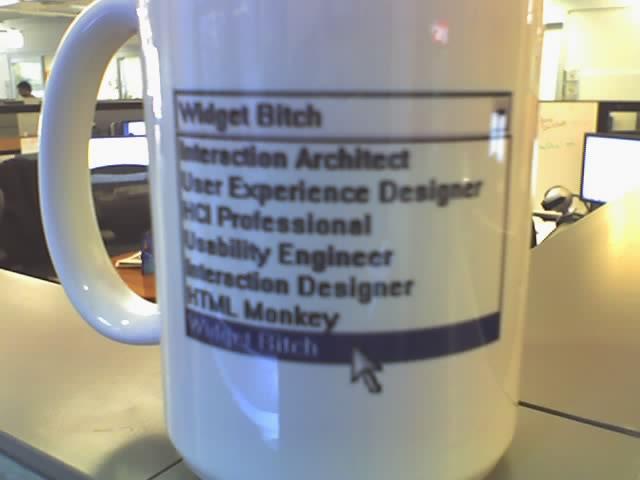 Widget Bitch
Interaction Architect
User Experience Designer
HCI Professional
Usability Engineer
Interaction Designer
HTML Monkey
Widget Bitch